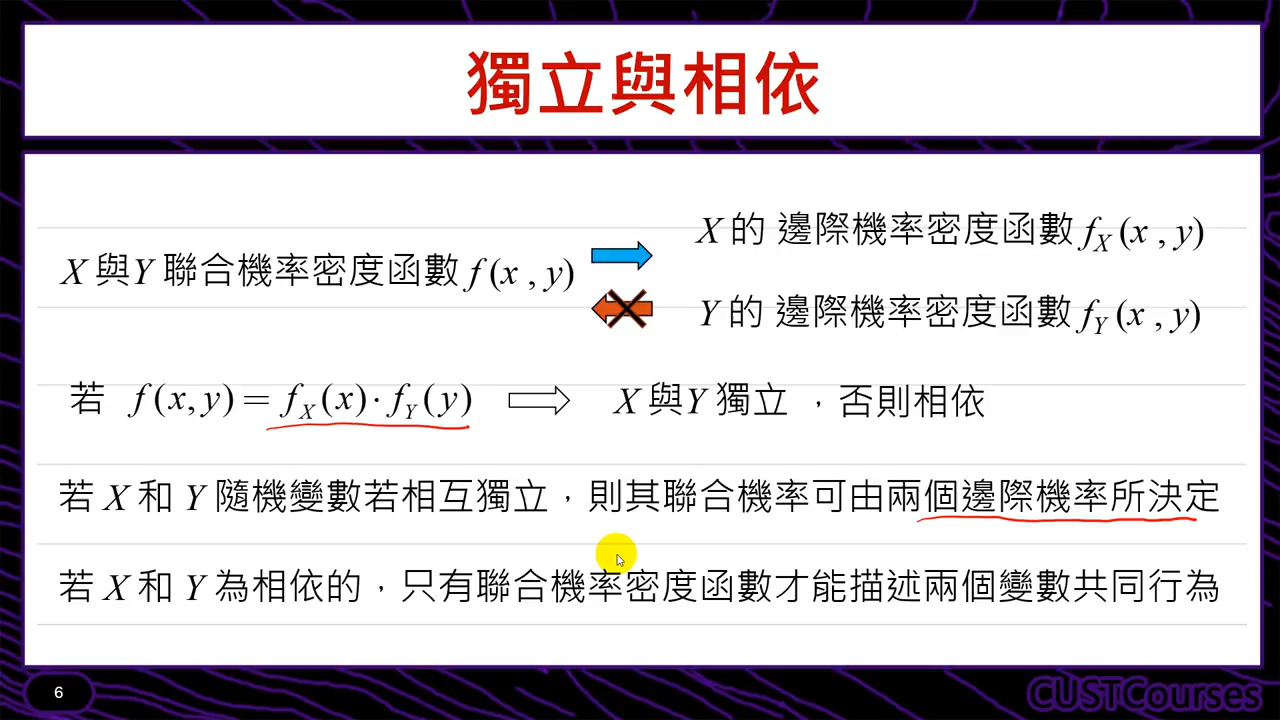 獨立與相依
X 的 邊際機率密度函數 f_X (x , y)
X 與Y 聯合機率密度函數 f (x , y)
Y 的 邊際機率密度函數 f_Y (x , y)
若 f (x, y) = f_X (x) · f_Y (y) ⇨ X 與Y 獨立 ，否則相依
若 X 和 Y 隨機變數若相互獨立，則其聯合機率可由兩個邊際機率所決定
若 X 和 Y 為相依的，只有聯合機率密度函數才能描述兩個變數共同行為
6
CUSTCourses